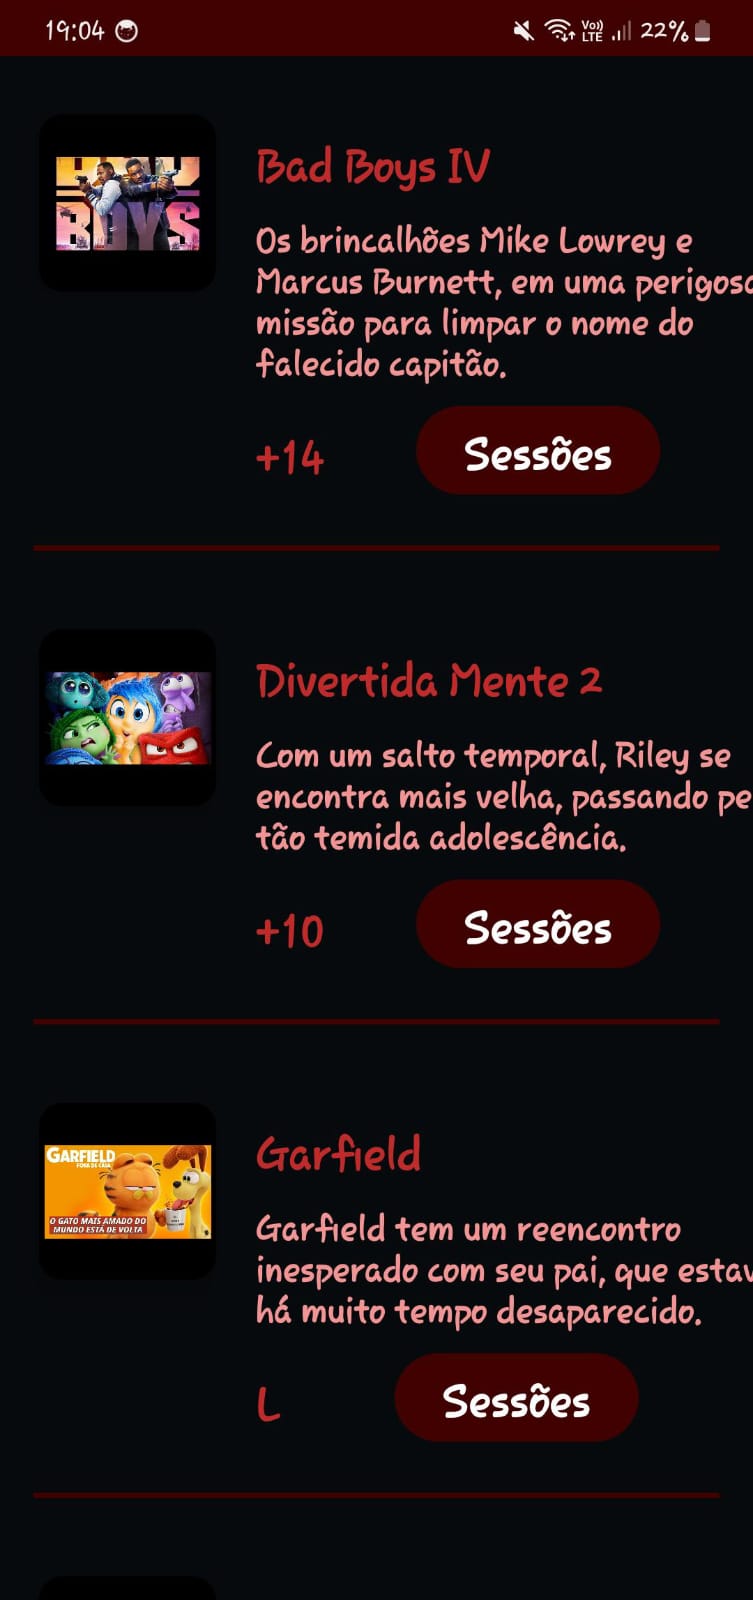 19:04
Vo))
LTE
22%
BOYS
Bad Boys IV
Os brincalhões Mike Lowrey e
Marcus Burnett, em uma perigosa
missão para limpar o nome do
falecido capitão.
+14
Sessões
Divertida Mente 2
Com um salto temporal, Riley se
encontra mais velha, passando pe
tão temida adolescência.
+10
Sessões
GARFIELD
FORA DE CASA
O GATO MAIS AMADO DO
MUNDO ESTÁ DE VOLTA
Garfield
Garfield tem um reencontro
inesperado com seu pai, que estav
há muito tempo desaparecido.
L
Sessões